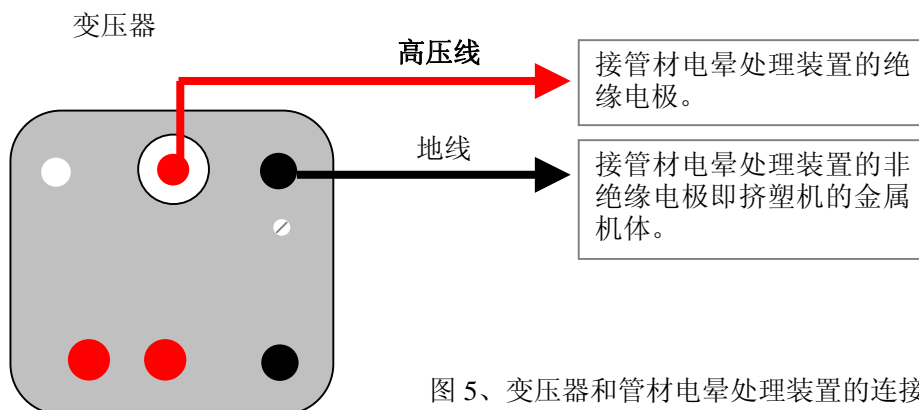 变压器
高压线
接管材电晕处理装置的绝
缘电极。
地线
接管材电晕处理装置的非
绝缘电极即挤塑机的金属
机体。
图 5、变压器和管材电晕处理装置的连接